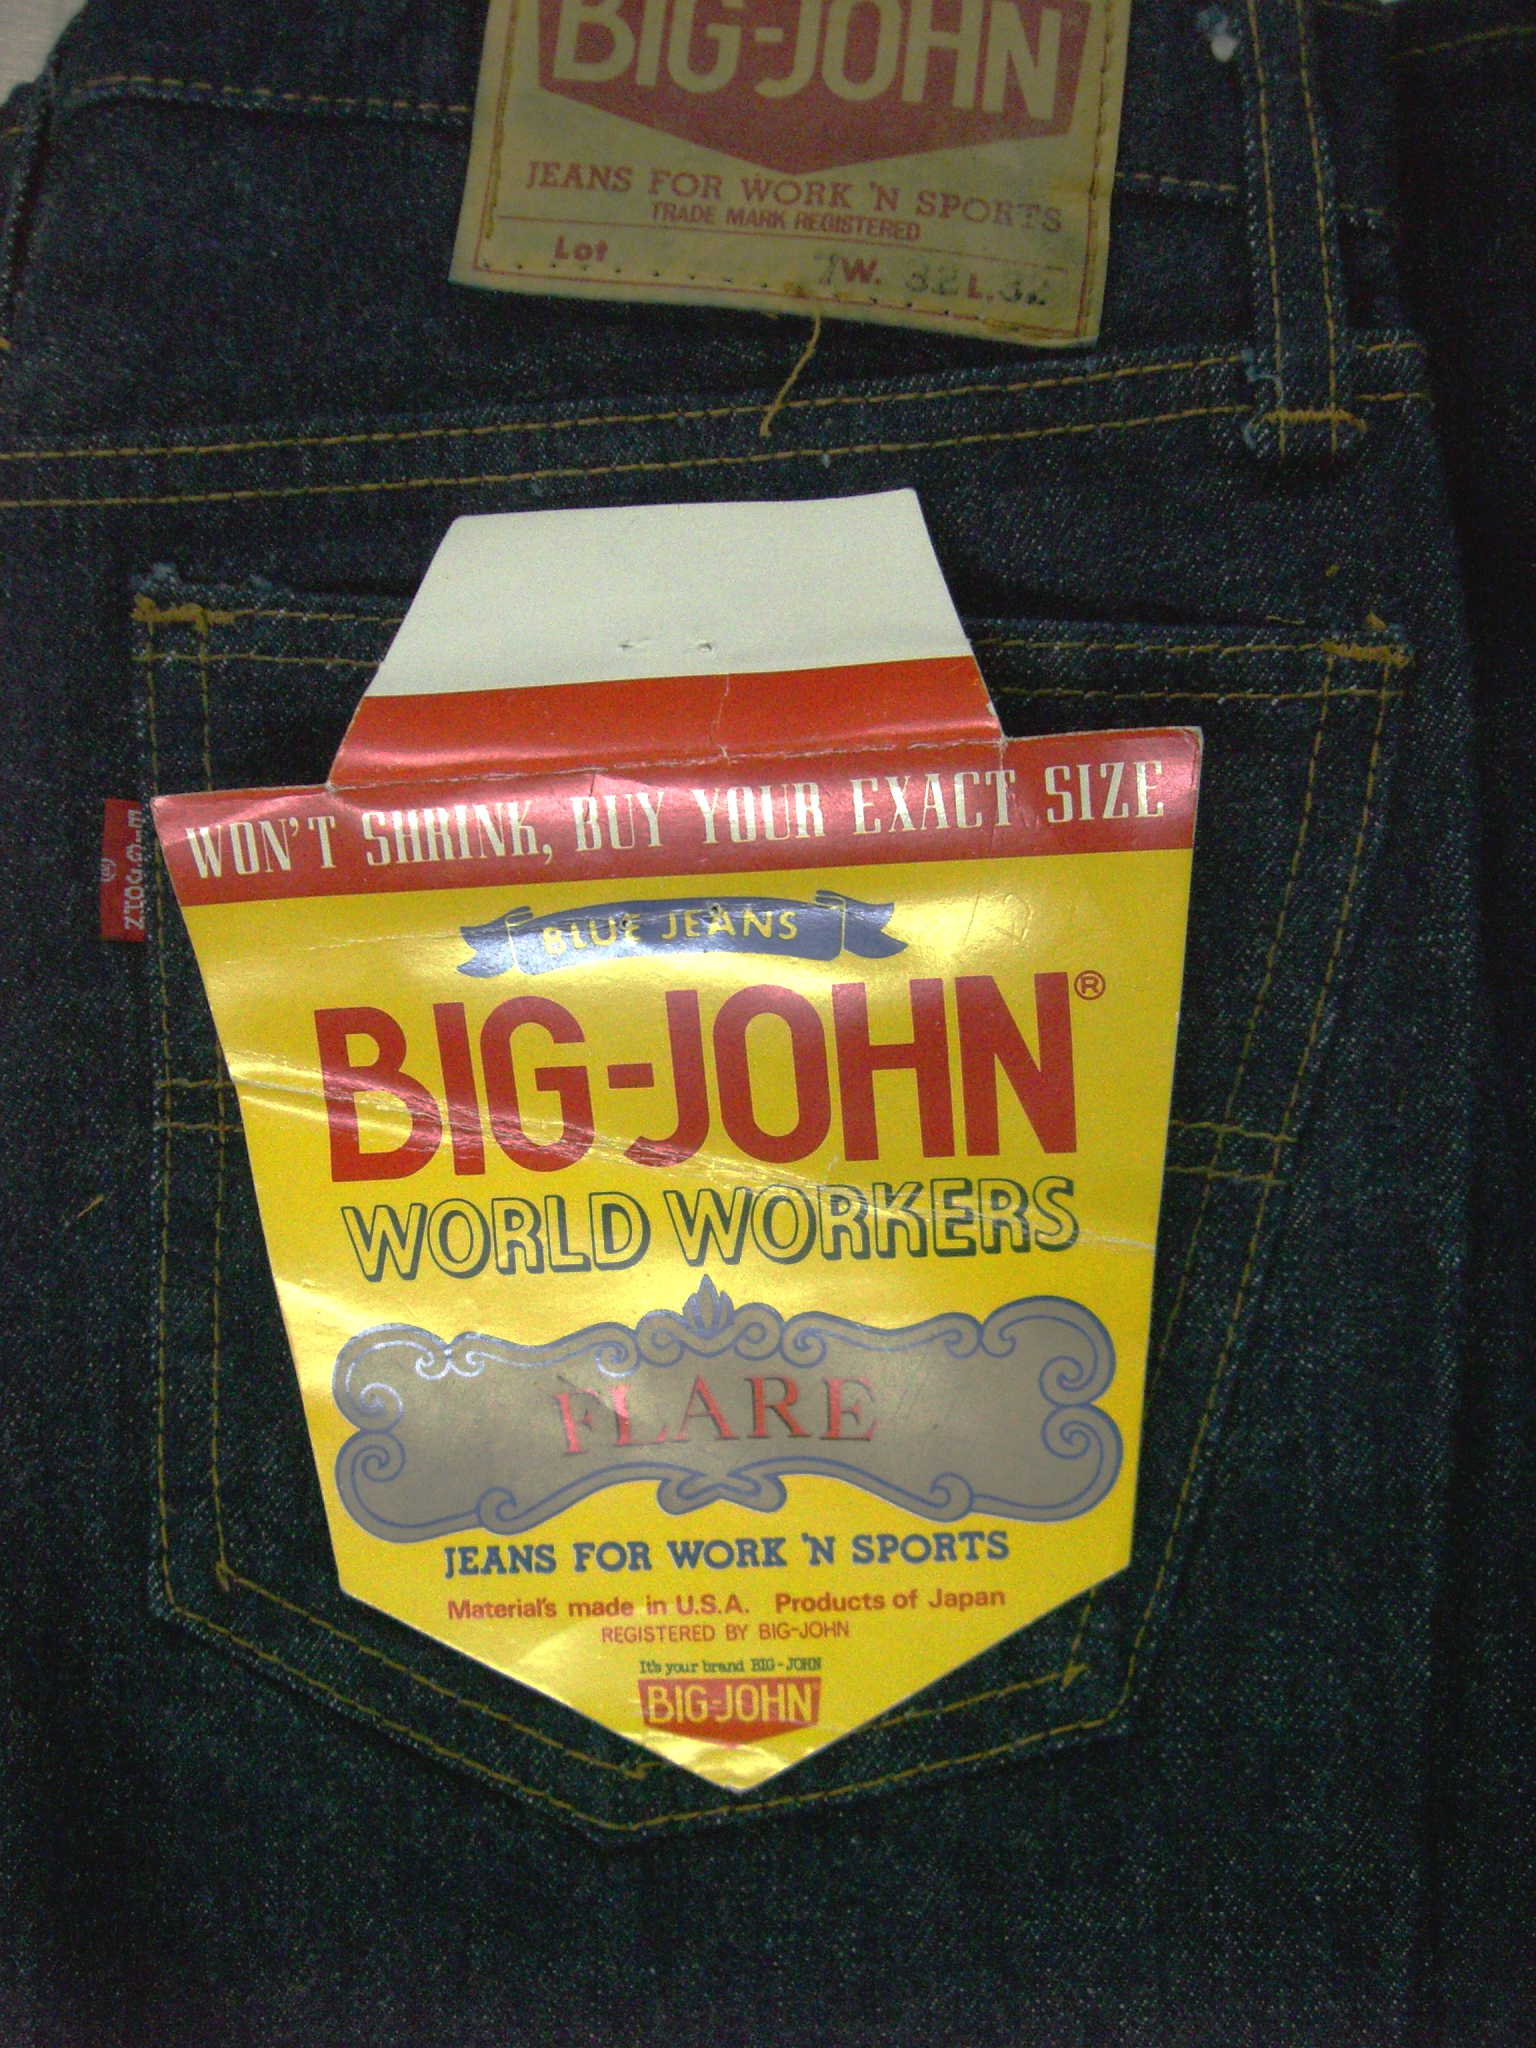 BIG-JOHN
JEANS FOR WORK 'N SPORTS
TRADE MARK REGISTERED
Lot 7W. 32 L. 32
WON'T SHRINK, BUY YOUR EXACT SIZE
BLUE JEANS
BIG-JOHN®
WORLD WORKERS
FLARE
JEANS FOR WORK 'N SPORTS
Material's made in U.S.A. Products of Japan
REGISTERED BY BIG-JOHN
It's your brand BIG-JOHN
BIG-JOHN